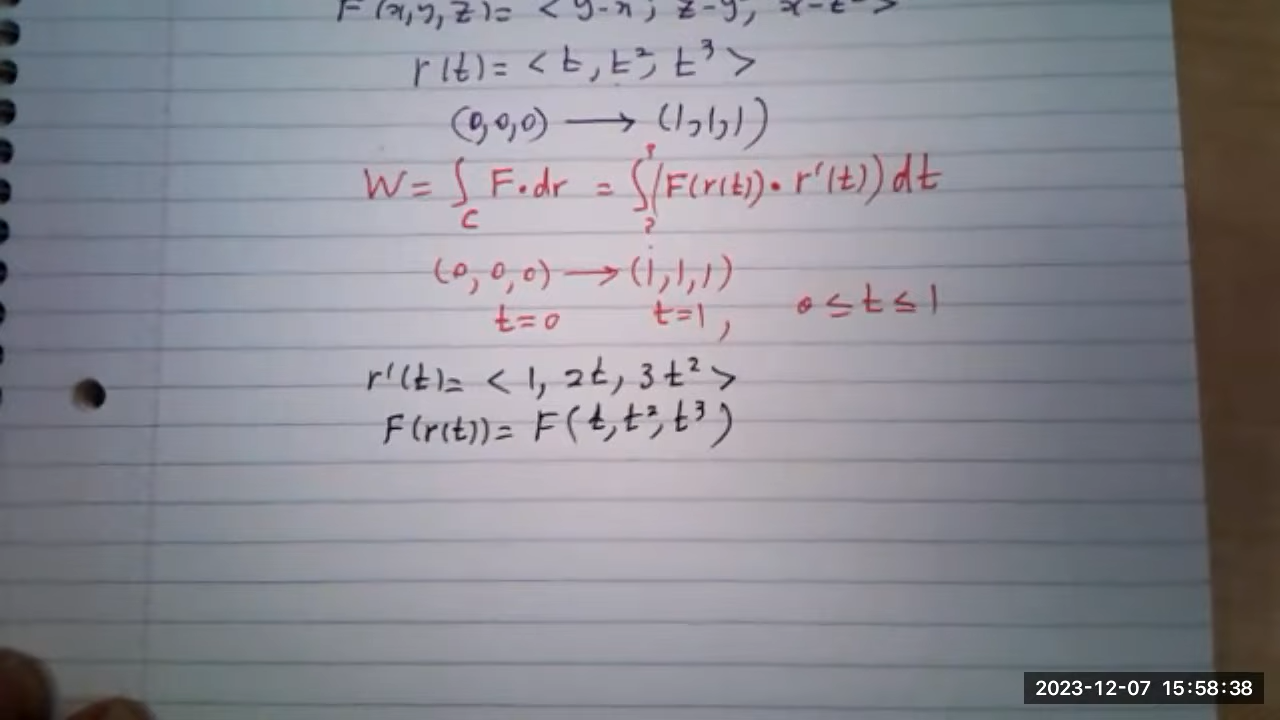 F(x,y,z)= < y-x , z-y,
r(t)= < t, t², t³ >
(0,0,0) → (1,1,1)
W= ∫ F•dr = ∫(F(r(t))• r'(t))dt
C
(0,0,0) → (1,1,1)
t=0 t=1, 0 ≤ t ≤ 1
r'(t)= < 1, 2t, 3t² >
F(r(t))= F(t,t²,t³)
2023-12-07 15:58:38